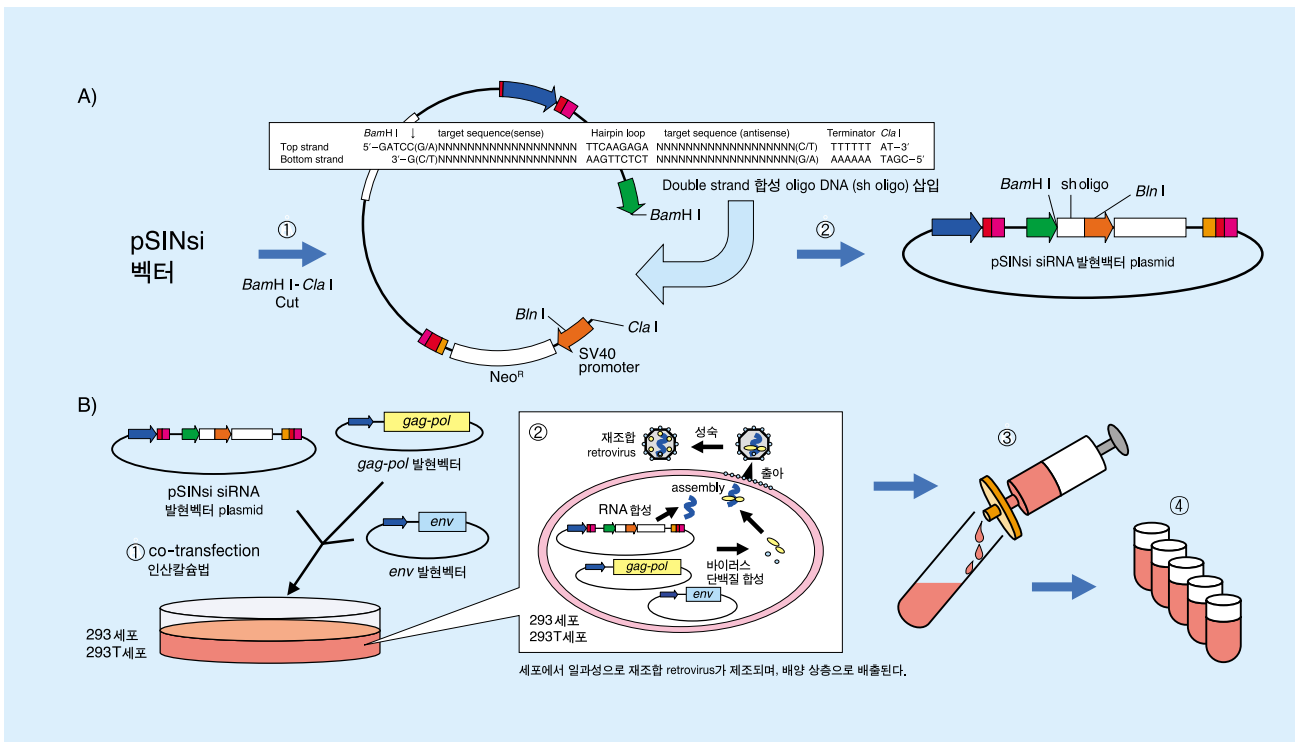 A)
BamH I ↓ target sequence(sense) Hairpin loop target sequence (antisense) Terminator Cla I
Top strand 5′-GATCC(G/A)NNNNNNNNNNNNNNNNNNN TTCAAGAGA NNNNNNNNNNNNNNNNNNN(C/T) TTTTTT AT-3′
Bottom strand 3′-G(C/T)NNNNNNNNNNNNNNNNNNN AAGTTCTCT NNNNNNNNNNNNNNNNNNN(G/A) AAAAAA TAGC-5′
Double strand 합성 oligo DNA (sh oligo) 삽입
BamH I
pSINsi
벡터
①
BamH I - Cla I
Cut
Bln I
Cla I
SV40
promoter
NeoR
②
BamH I sh oligo
Bln I
pSINsi siRNA 발현백터 plasmid
B)
gag-pol
gag-pol 발현벡터
pSINsi siRNA
발현벡터 plasmid
env
env 발현벡터
① co-transfection
인산칼슘법
293 세포
293T세포
②
재조합
retrovirus
성숙
출아
assembly
RNA 합성
gag-pol
바이러스
단백질 합성
env
293 세포
293T세포
세포에서 일과성으로 재조합 retrovirus가 제조되며, 배양 상층으로 배출된다.
③
④